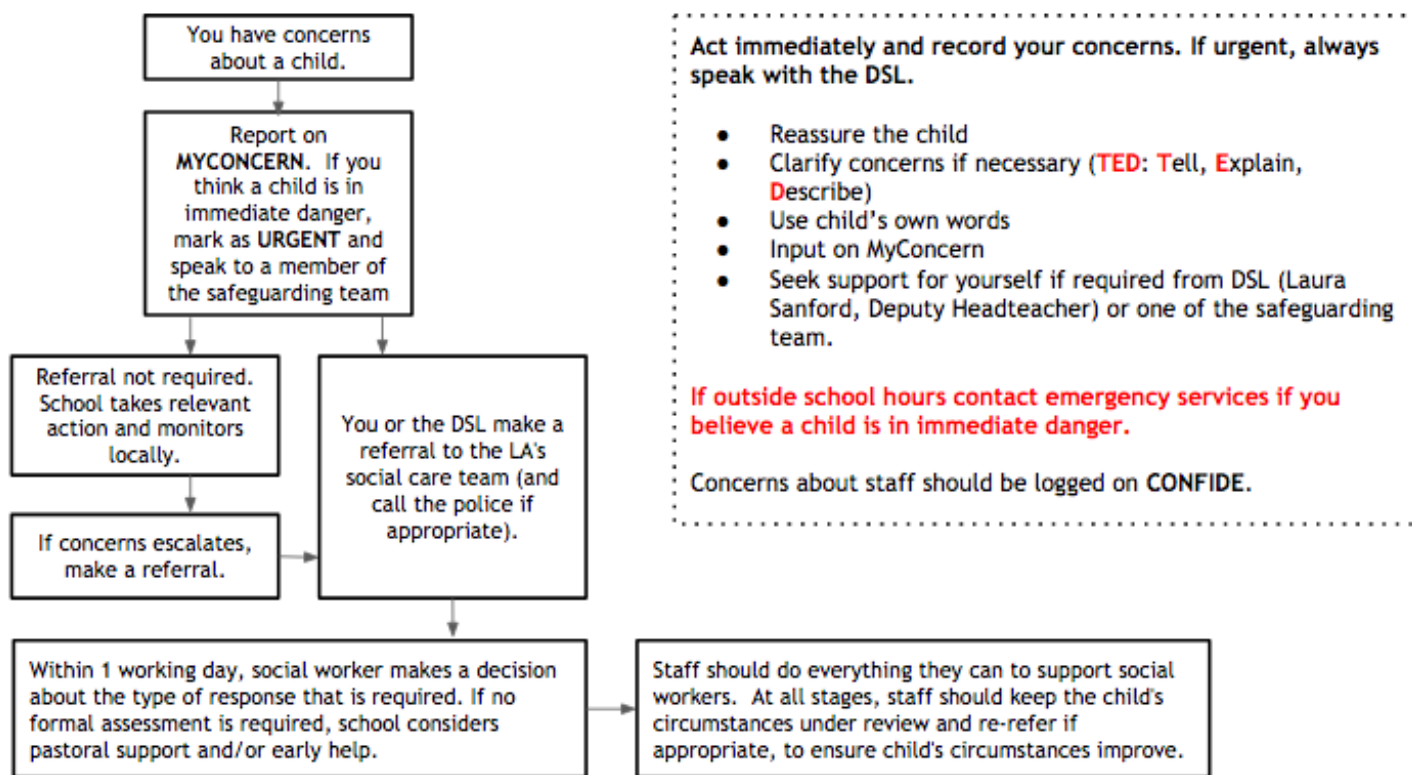 You have concerns
about a child.
Report on
MYCONCERN. If you
think a child is in
immediate danger,
mark as URGENT and
speak to a member of
the safeguarding team
Referral not required.
School takes relevant
action and monitors
locally.
If concerns escalates,
make a referral.
You or the DSL make a
referral to the LA's
social care team (and
call the police if
appropriate).
Within 1 working day, social worker makes a decision
about the type of response that is required. If no
formal assessment is required, school considers
pastoral support and/or early help.
Staff should do everything they can to support social
workers. At all stages, staff should keep the child's
circumstances under review and re-refer if
appropriate, to ensure child's circumstances improve.
Act immediately and record your concerns. If urgent, always
speak with the DSL.
● Reassure the child
● Clarify concerns if necessary (TED: Tell, Explain,
Describe)
● Use child’s own words
● Input on MyConcern
● Seek support for yourself if required from DSL (Laura
Sanford, Deputy Headteacher) or one of the safeguarding
team.
If outside school hours contact emergency services if you
believe a child is in immediate danger.
Concerns about staff should be logged on CONFIDE.